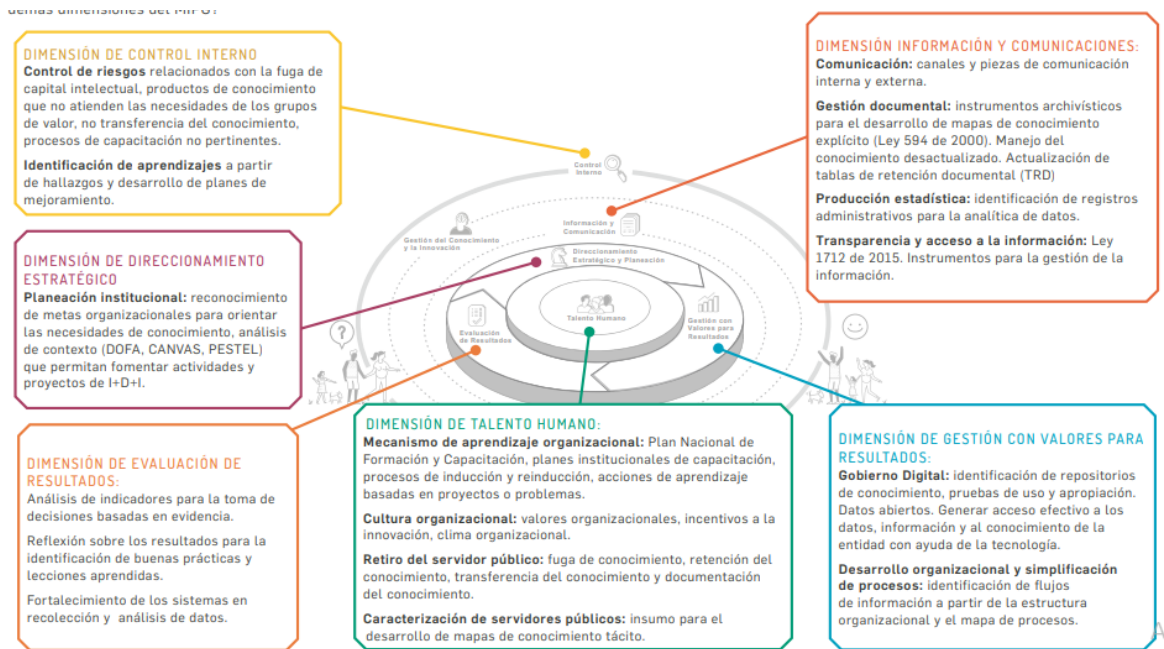 demás dimensiones del MIPG?
DIMENSIÓN DE CONTROL INTERNO
Control de riesgos relacionados con la fuga de
capital intelectual, productos de conocimiento
que no atienden las necesidades de los grupos
de valor, no transferencia del conocimiento,
procesos de capacitación no pertinentes.
Identificación de aprendizajes a partir
de hallazgos y desarrollo de planes de
mejoramiento.
DIMENSIÓN INFORMACIÓN Y COMUNICACIONES:
Comunicación: canales y piezas de comunicación
interna y externa.
Gestión documental: instrumentos archivísticos
para el desarrollo de mapas de conocimiento
explícito (Ley 594 de 2000). Manejo del
conocimiento desactualizado. Actualización de
tablas de retención documental (TRD)
Producción estadística: identificación de registros
administrativos para la analítica de datos.
Transparencia y acceso a la información: Ley
1712 de 2015. Instrumentos para la gestión de la
información.
Control
Interno
Información y
Comunicación
Gestión del Conocimiento
y la Innovación
Direccionamiento
Estratégico y Planeación
Talento Humano
Evaluación
de Resultados
Gestión con
Valores para
Resultados
?
DIMENSIÓN DE DIRECCIONAMIENTO
ESTRATÉGICO
Planeación institucional: reconocimiento
de metas organizacionales para orientar
las necesidades de conocimiento, análisis
de contexto (DOFA, CANVAS, PESTEL)
que permitan fomentar actividades y
proyectos de I+D+I.
DIMENSIÓN DE EVALUACIÓN DE
RESULTADOS:
Análisis de indicadores para la toma de
decisiones basadas en evidencia.
Reflexión sobre los resultados para la
identificación de buenas prácticas y
lecciones aprendidas.
Fortalecimiento de los sistemas en
recolección y análisis de datos.
DIMENSIÓN DE TALENTO HUMANO:
Mecanismo de aprendizaje organizacional: Plan Nacional de
Formación y Capacitación, planes institucionales de capacitación,
procesos de inducción y reinducción, acciones de aprendizaje
basadas en proyectos o problemas.
Cultura organizacional: valores organizacionales, incentivos a la
innovación, clima organizacional.
Retiro del servidor público: fuga de conocimiento, retención del
conocimiento, transferencia del conocimiento y documentación
del conocimiento.
Caracterización de servidores públicos: insumo para el
desarrollo de mapas de conocimiento tácito.
DIMENSIÓN DE GESTIÓN CON VALORES PARA
RESULTADOS:
Gobierno Digital: identificación de repositorios
de conocimiento, pruebas de uso y apropiación.
Datos abiertos. Generar acceso efectivo a los
datos, información y al conocimiento de la
entidad con ayuda de la tecnología.
Desarrollo organizacional y simplificación
de procesos: identificación de flujos
de información a partir de la estructura
organizacional y el mapa de procesos.
A